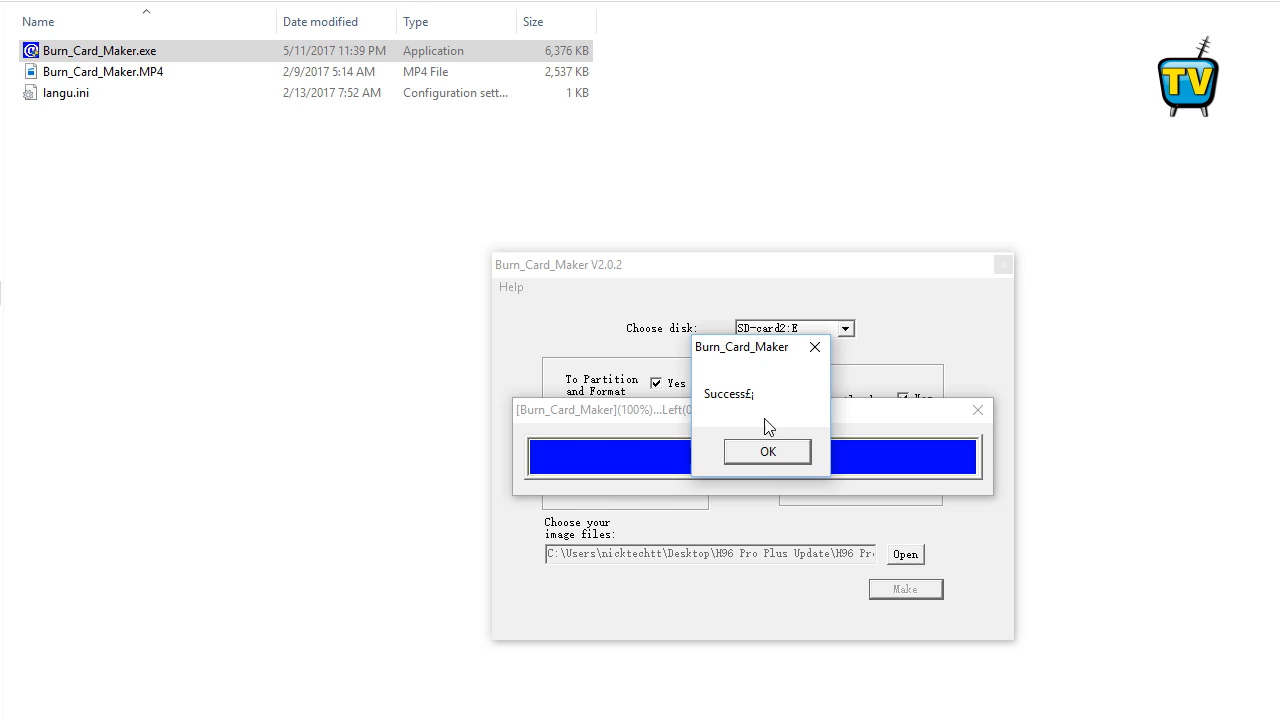 Name Date modified Type Size
Burn_Card_Maker.exe 5/11/2017 11:39 PM Application 6,376 KB
Burn_Card_Maker.MP4 2/9/2017 5:14 AM MP4 File 2,537 KB
langu.ini 2/13/2017 7:52 AM Configuration sett... 1 KB
TV
Burn_Card_Maker V2.0.2
Help
Choose disk: SD-card2:E
To Partition
and Format
Yes
[Burn_Card_Maker](100%)...Left(0
Burn_Card_Maker
Success£¡
OK
Choose your
image files:
C:\Users\nicktechtt\Desktop\H96 Pro Plus Update\H96 Pr
Open
Make